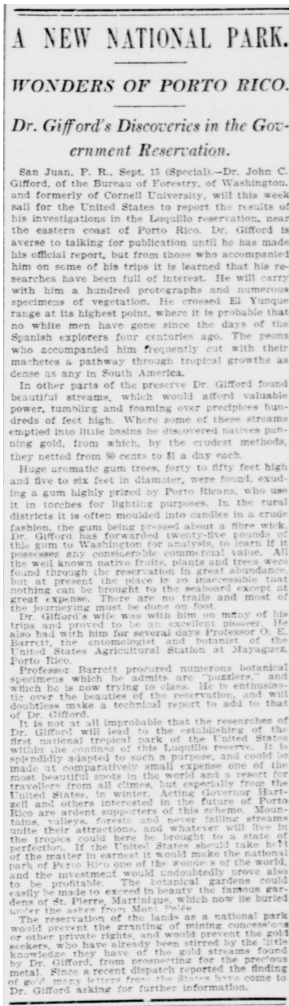 A NEW NATIONAL PARK.
WONDERS OF PORTO RICO.
Dr. Gifford's Discoveries in the Gov-
ernment Reservation.
San Juan, P. R., Sept. 15 (Special).—Dr. John C.
Gifford, of the Bureau of Forestry, of Washington,
and formerly of Cornell University, will this week
sail for the United States to report the results of
his investigations in the Luquillo reservation, near
the eastern coast of Porto Rico. Dr. Gifford is
averse to talking for publication until he has made
his official report, but from those who accompanied
him on some of his trips it is learned that his re-
searches have been full of interest. He will carry
with him a hundred protographs and numerous
specimens of vegetation. He crossed El Yunque
range at its highest point, where it is probable that
no white men have gone since the days of the
Spanish explorers four centuries ago. The peons
who accompanied him frequently cut with their
machetes a pathway through tropical growths as
dense as any in South America.
In other parts of the preserve Dr. Gifford found
beautiful streams, which would afford valuable
power, tumbling and foaming over precipices hun-
dreds of feet high. Where some of these streams
emptied into little basins he discovered natives pan-
ning gold, from which, by the crudest methods,
they netted from 80 cents to $1 a day each.
Huge aromatic gum trees, forty to fifty feet high
and five to six feet in diameter, were found, exud-
ing a gum highly prized by Porto Ricans, who use
it in torches for lighting purposes. In the rural
districts it is often moulded into candles in a crude
fashion, the gum being pressed about a fibre wick.
Dr. Gifford has forwarded twenty-five pounds of
this gum to Washington for analysis, to learn if it
possesses any considerable commercial value. All
the well known native fruits, plants and trees were
found through the reservation in great abundance,
but at present the place is so inaccessible that
nothing can be brought to the seaboard except at
great expense. There are no trails and most of
the journeying must be done on foot.
Dr. Gifford's wife was with him on many of his
trips and proved to be an excellent pioneer. He
also had with him for several days Professor O. E.
Barrett, the entomologist and botanist of the
United States Agricultural Station at Mayaguez,
Porto Rico.
Professor Barrett procured numerous botanical
specimens which he admits are "puzzlers," and
which he is now trying to class. He is enthusias-
tic over the beauties of the reservation, and will
doubtless make a technical report to add to that
of Dr. Gifford.
It is not at all improbable that the researches of
Dr. Gifford will lead to the establishing of the
first national tropical park of the United States
within the confines of this Luquillo reserve. It is
splendidly adapted to such a purpose, and could be
made at comparatively small expense one of the
most beautiful spots in the world and a resort for
travellers from all climes, but especially from the
United States, in winter. Acting Governor Hart-
zell and others interested in the future of Porto
Rico are ardent supporters of this scheme. Moun-
tains, valleys, forests and never failing streams
unite their attractions, and whatever will live in
the tropics could here be brought to a state of
perfection. If the United States should take hold
of the matter in earnest it would make the national
park of Porto Rico one of the wonders of the world,
and the investment would undoubtedly prove also
to be profitable. The botanical gardens could
easily be made to exceed in beauty the famous gar-
dens of St. Pierre, Martinique, which now lie buried
under the ashes from Mont Pelée.
The reservation of the lands as a national park
would prevent the granting of mining concessions
or other private rights, and would prevent the gold
seekers, who have already been stirred by the little
knowledge they have of the gold streams found
by Dr. Gifford, from prospecting for the precious
metal. Since a recent dispatch reported the finding
of gold many letters from the States have come to
Dr. Gifford asking for further information.